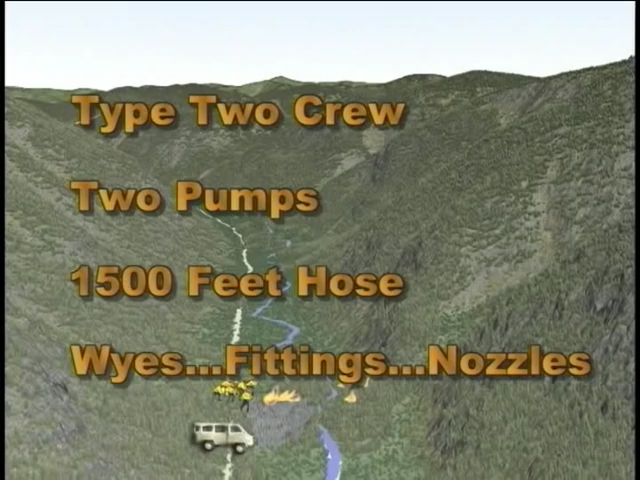 Type Two Crew
Two Pumps
1500 Feet Hose
Wyes...Fittings...Nozzles